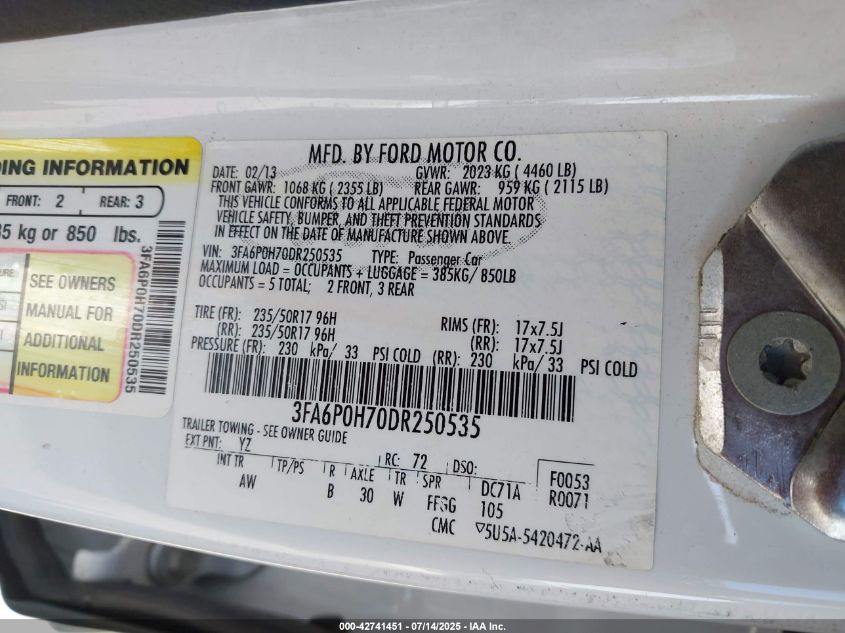 DING INFORMATION
FRONT: 2 REAR: 3
35 kg or 850 lbs.
SEE OWNERS
MANUAL FOR
ADDITIONAL
INFORMATION
3FA6P0H70DR250535
MFD. BY FORD MOTOR CO.
DATE: 02/13 GVWR: 2023 KG ( 4460 LB)
FRONT GAWR: 1068 KG ( 2355 LB) REAR GAWR: 959 KG ( 2115 LB)
THIS VEHICLE CONFORMS TO ALL APPLICABLE FEDERAL MOTOR
VEHICLE SAFETY, BUMPER, AND THEFT PREVENTION STANDARDS
IN EFFECT ON THE DATE OF MANUFACTURE SHOWN ABOVE.
VIN: 3FA6P0H70DR250535 TYPE: Passenger Car
MAXIMUM LOAD = OCCUPANTS + LUGGAGE = 385KG/ 850LB
OCCUPANTS = 5 TOTAL; 2 FRONT, 3 REAR
TIRE (FR): 235/50R17 96H RIMS (FR): 17x7.5J
(RR): 235/50R17 96H (RR): 17x7.5J
PRESSURE (FR): 230 kPa/ 33 PSI COLD (RR): 230 kPa/ 33 PSI COLD
3FA6P0H70DR250535
TRAILER TOWING - SEE OWNER GUIDE
EXT PNT: YZ RC: 72 DSO: F0053
INT TR TP/PS R AXLE TR SPR DC71A R0071
AW B 30 W FFSG 105
CMC ▽5U5A-5420472-AA
000-42741451 - 07/14/2025 - IAA Inc.